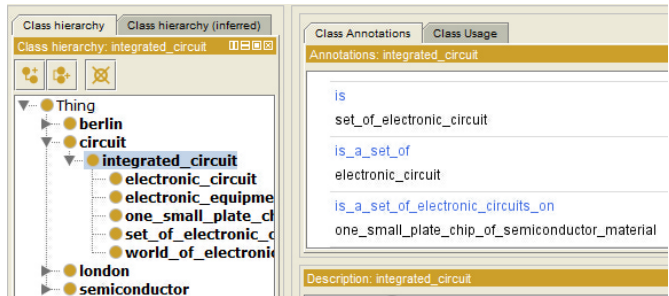 Class hierarchy
Class hierarchy (inferred)
Class hierarchy: integrated_circuit
Thing
berlin
circuit
integrated_circuit
electronic_circuit
electronic_equipme
one_small_plate_ch
set_of_electronic_c
world_of_electronic
london
semiconductor
Class Annotations
Class Usage
Annotations: integrated_circuit
is
set_of_electronic_circuit
is_a_set_of
electronic_circuit
is_a_set_of_electronic_circuits_on
one_small_plate_chip_of_semiconductor_material
Description: integrated_circuit